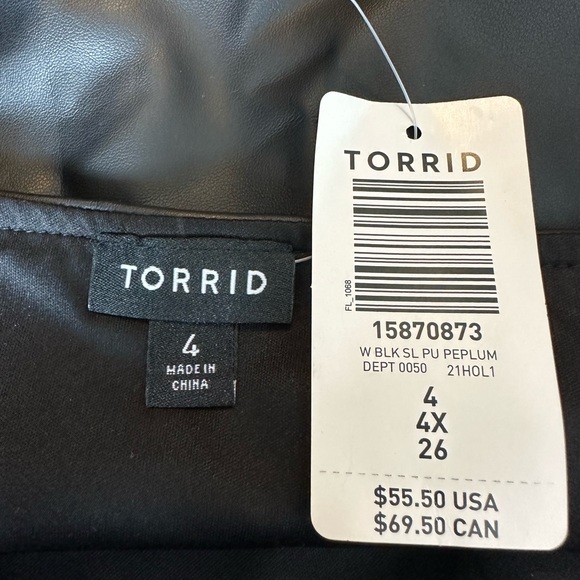 TORRID
4
MADE IN
CHINA
TORRID
FL_1068
15870873
W BLK SL PU PEPLUM
DEPT 0050 21HOL1
4
4X
26
$55.50 USA
$69.50 CAN